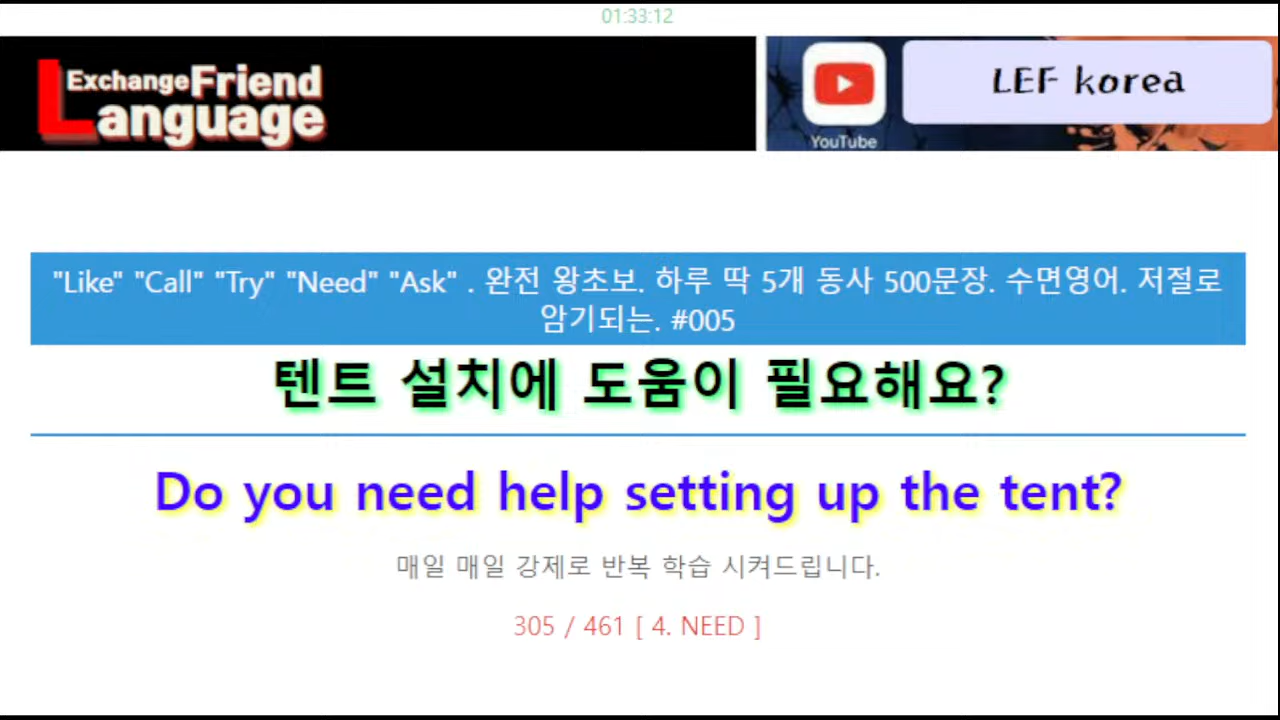 01:33:12
ExchangeFriend
Language
LEF korea
YouTube
"Like" "Call" "Try" "Need" "Ask" . 완전 왕초보. 하루 딱 5개 동사 500문장. 수면영어. 저절로
암기되는. #005
텐트 설치에 도움이 필요해요?
Do you need help setting up the tent?
매일 매일 강제로 반복 학습 시켜드립니다.
305 / 461 [ 4. NEED ]